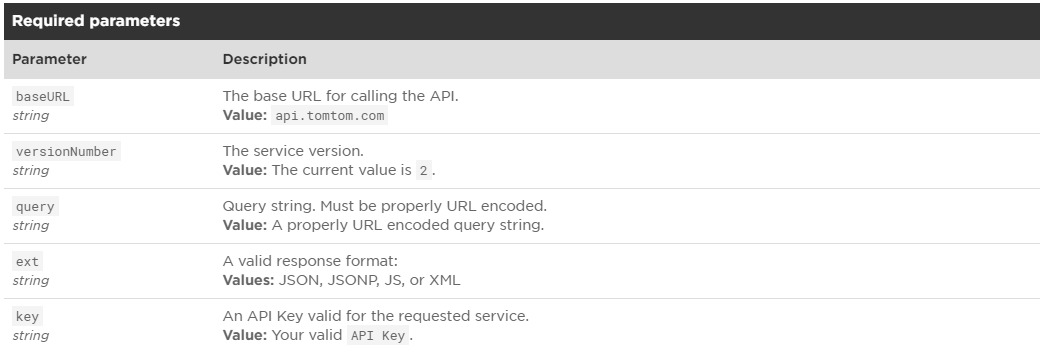 Required parameters
Parameter Description
baseURL The base URL for calling the API.
string Value: api.tomtom.com
versionNumber The service version.
string Value: The current value is 2.
query Query string. Must be properly URL encoded.
string Value: A properly URL encoded query string.
ext A valid response format:
string Values: JSON, JSONP, JS, or XML
key An API Key valid for the requested service.
string Value: Your valid API Key.